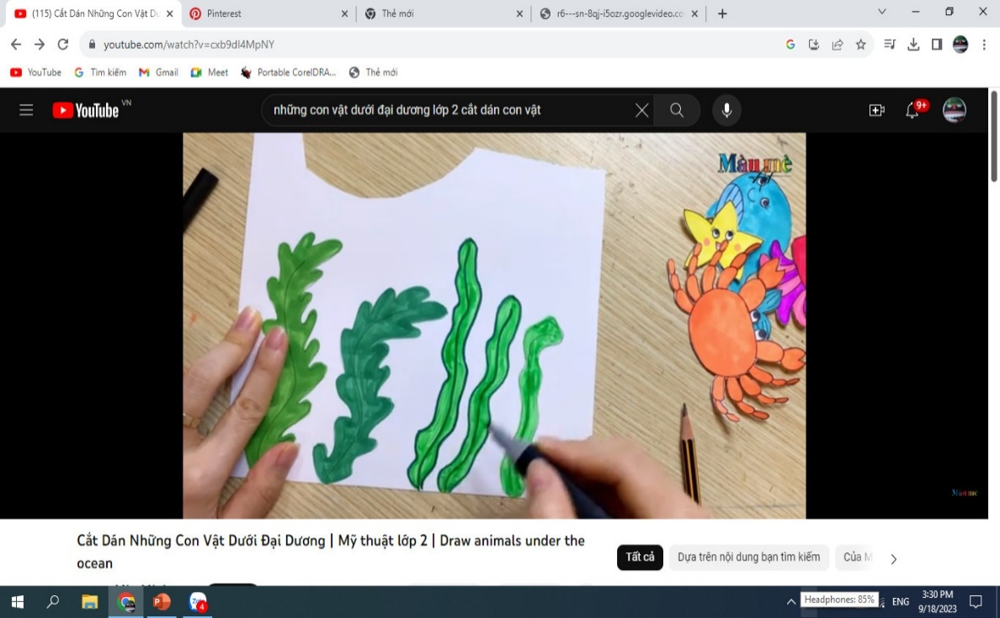 (115) Cắt Dán Những Con Vật Dư
Pinterest
Thẻ mới
r6---sn-8qj-i5ozr.googlevideo.co
youtube.com/watch?v=cxb9dI4MpNY
YouTube
Tìm kiếm
Gmail
Meet
Portable CorelDRA...
Thẻ mới
YouTube VN
những con vật dưới đại dương lớp 2 cắt dán con vật
9+
Màu mè
Màu mè
Cắt Dán Những Con Vật Dưới Đại Dương | Mỹ thuật lớp 2 | Draw animals under the
ocean
Tất cả
Dựa trên nội dung bạn tìm kiếm
Của M
4
Headphones: 85%
ENG
3:30 PM
9/18/2023